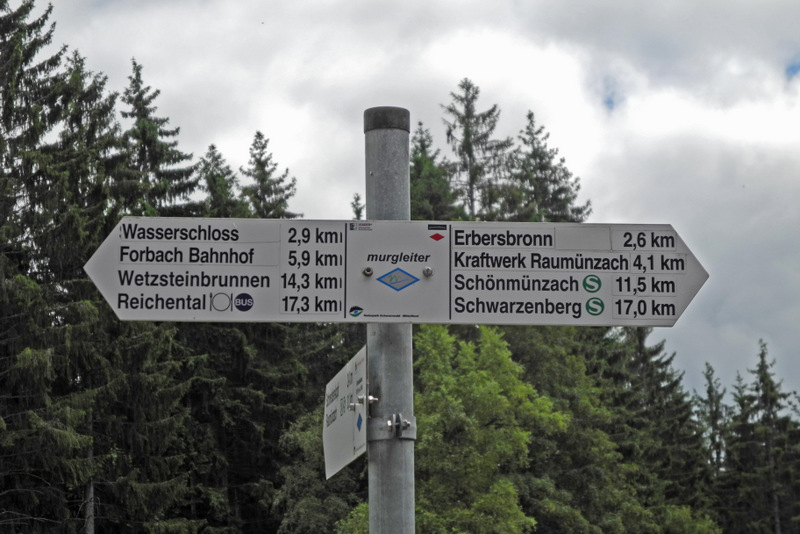 Wasserschloss 2,9 km
Forbach Bahnhof 5,9 km
Wetzsteinbrunnen 14,3 km
Reichental BUS 17,3 km
murgleiter
Erbersbronn 2,6 km
Kraftwerk Raumünzach 4,1 km
Schönmünzach S 11,5 km
Schwarzenberg S 17,0 km